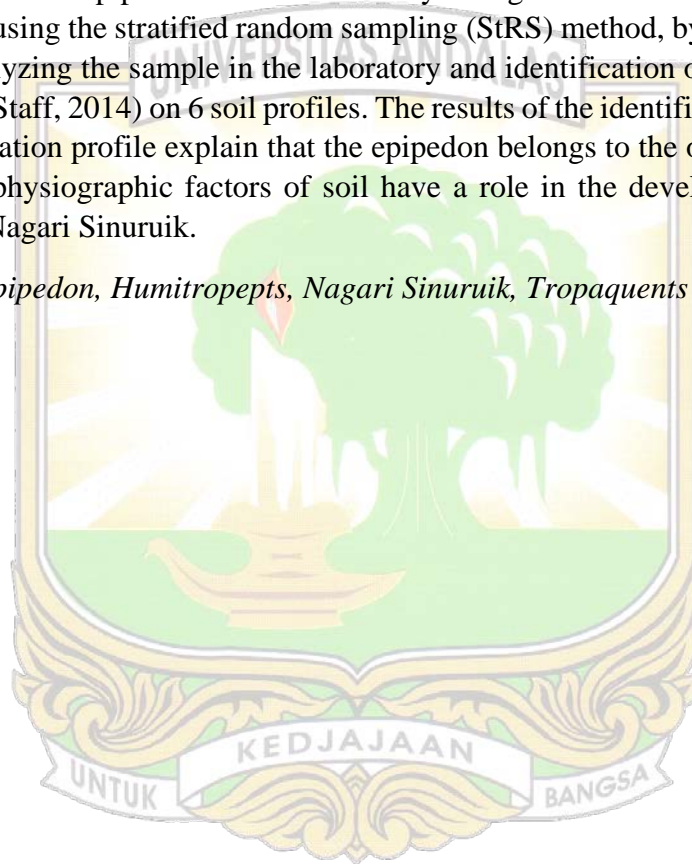 UNIVERSITAS ANDALAS
using the stratified random sampling (StRS) method, by
lyzing the sample in the laboratory and identification o
Staff, 2014) on 6 soil profiles. The results of the identifi
ation profile explain that the epipedon belongs to the o
physiographic factors of soil have a role in the devel
Nagari Sinuruik.
pipedon, Humitropepts, Nagari Sinuruik, Tropaquents
UNTUK KEDJAJAAN BANGSA